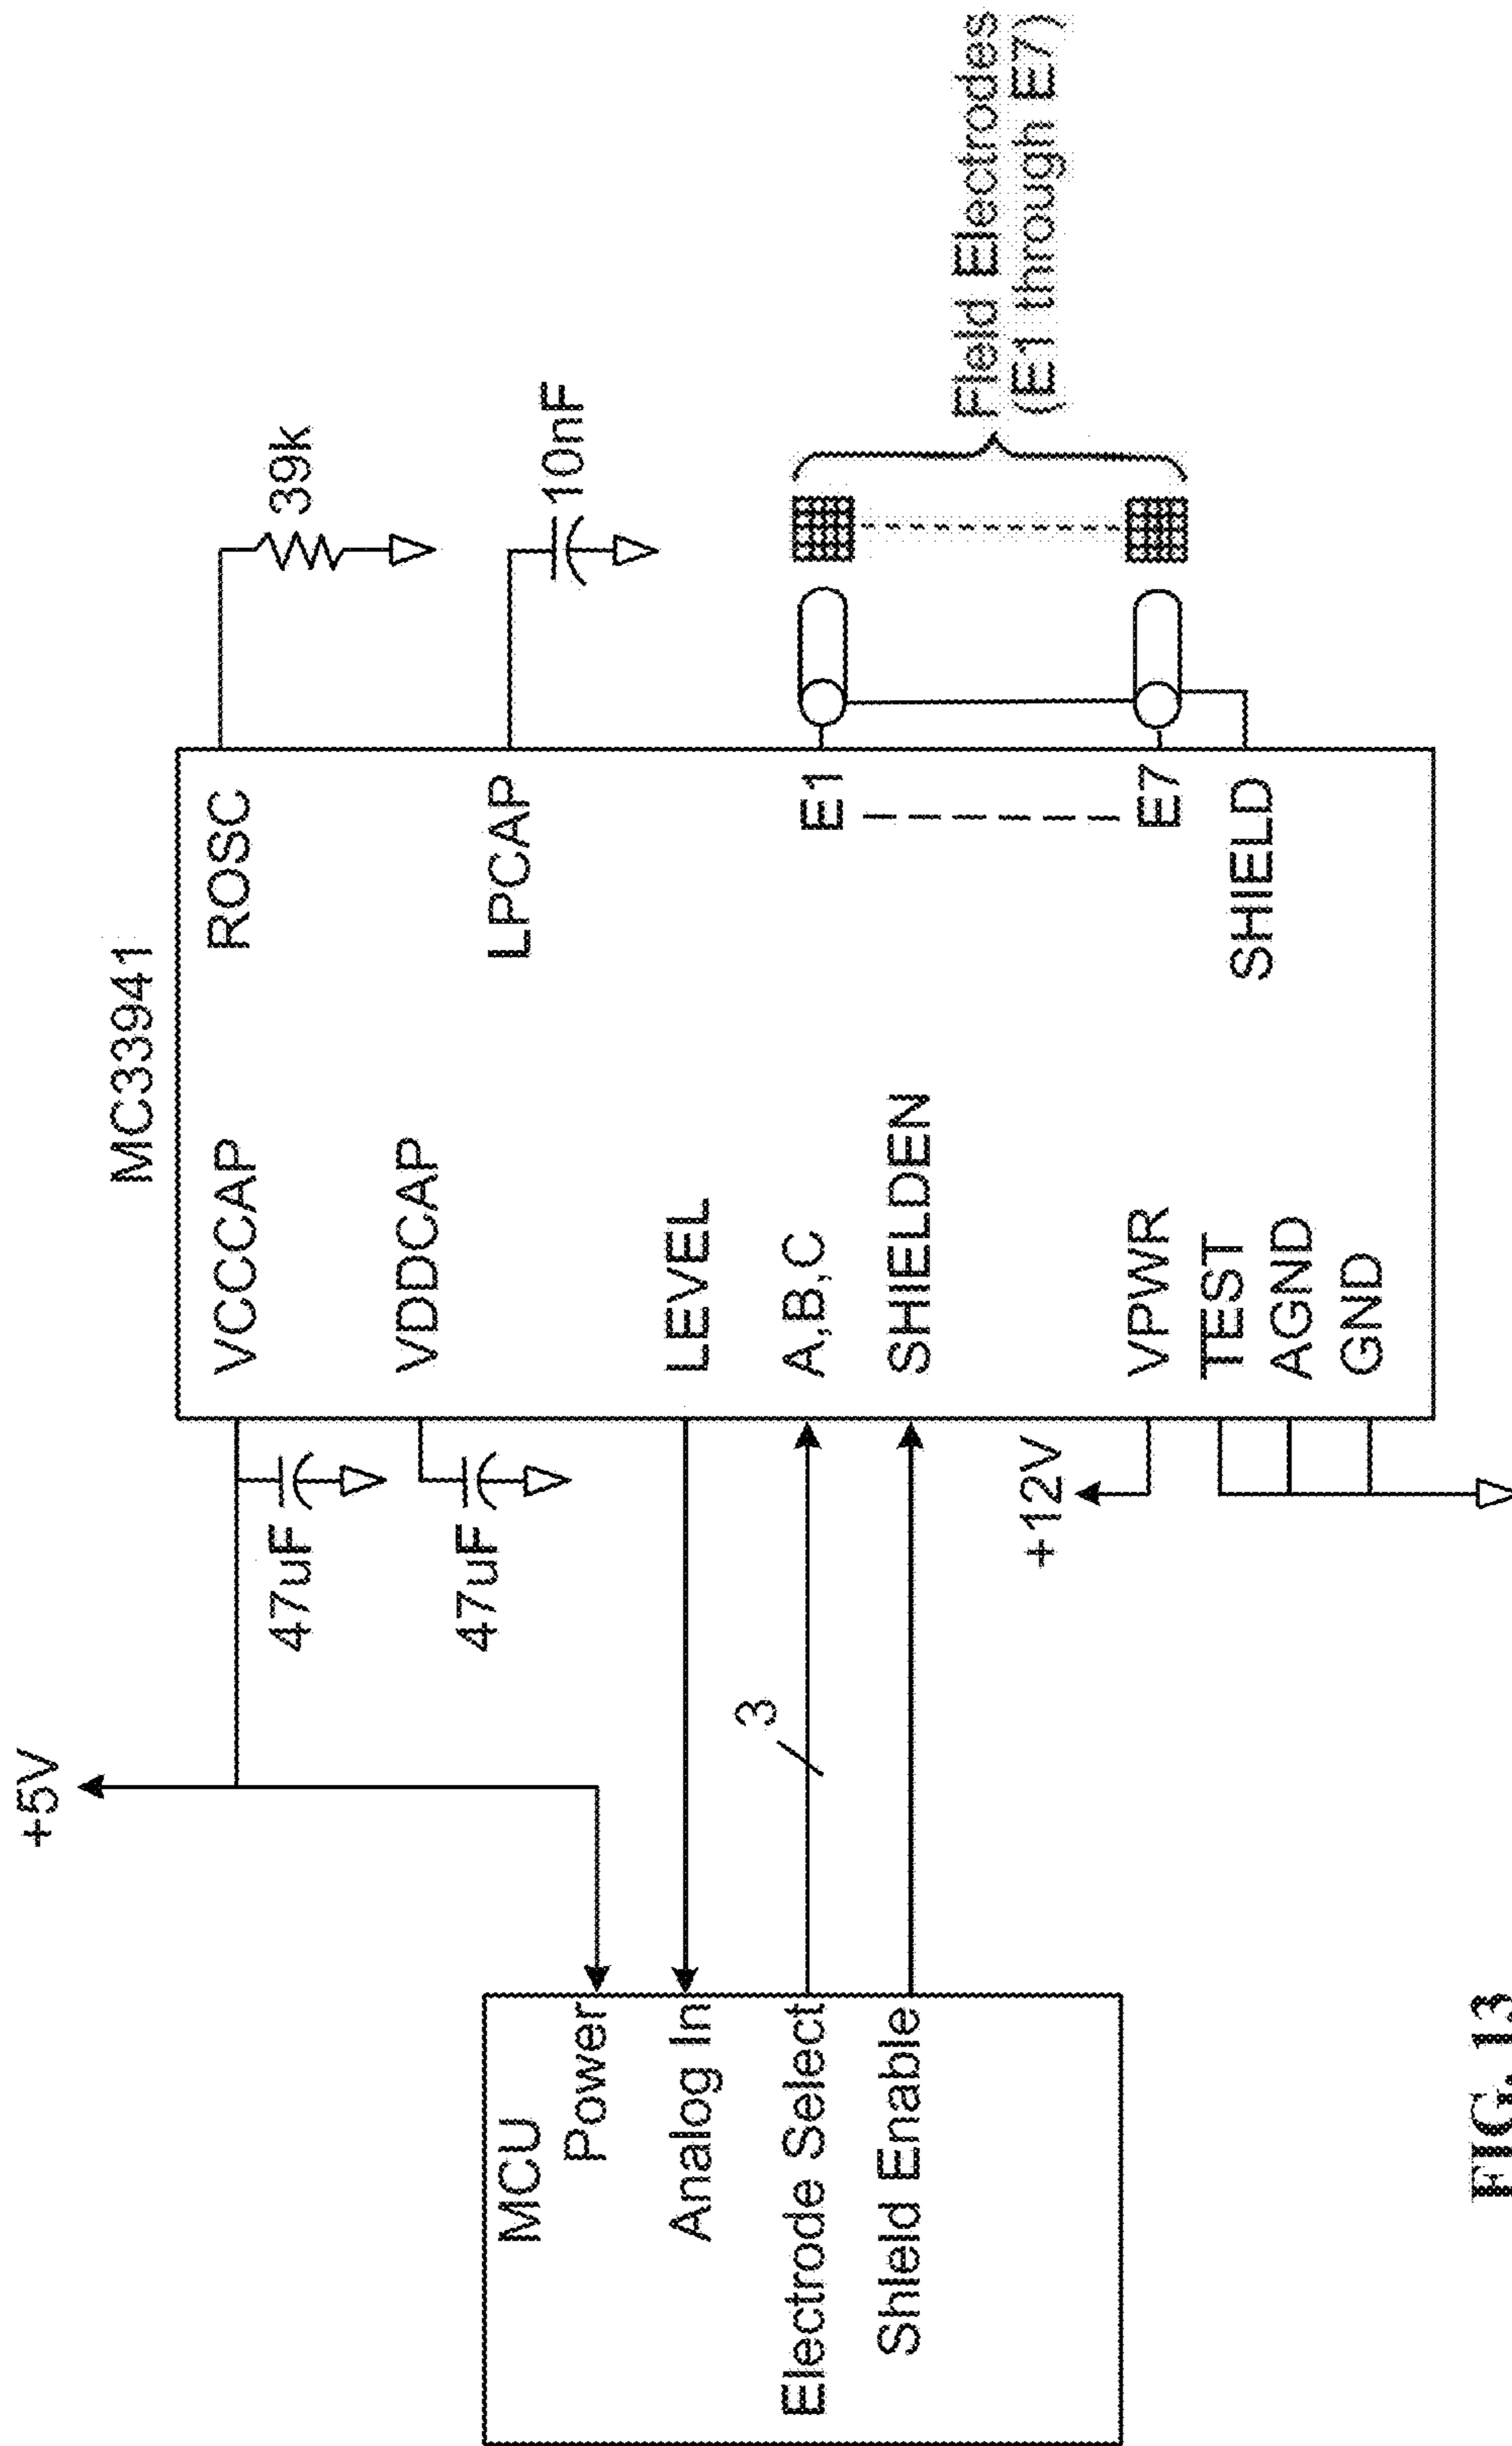 +5V
MC33941
MCU
Power
Analog In
Electrode Select
Shield Enable
47uF
47uF
3
+12V
VCCCAP
VDDCAP
LEVEL
A,B,C
SHIELDEN
VPWR
TEST
AGND
GND
ROSC
LPCAP
E1
E7
SHIELD
39k
10nF
Field Electrodes
(E1 through E7)
FIG. 13